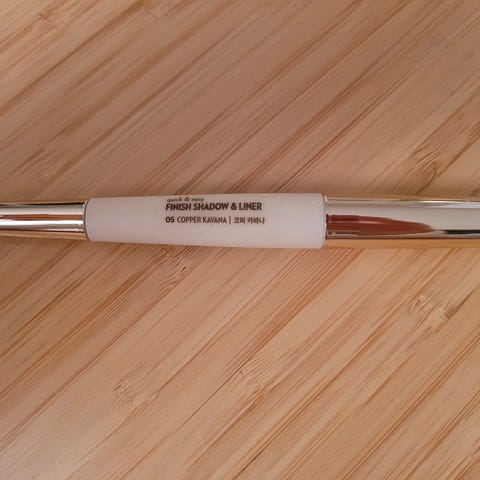 quick & easy
FINISH SHADOW & LINER
05 COPPER KAVANA | 코퍼 카바나